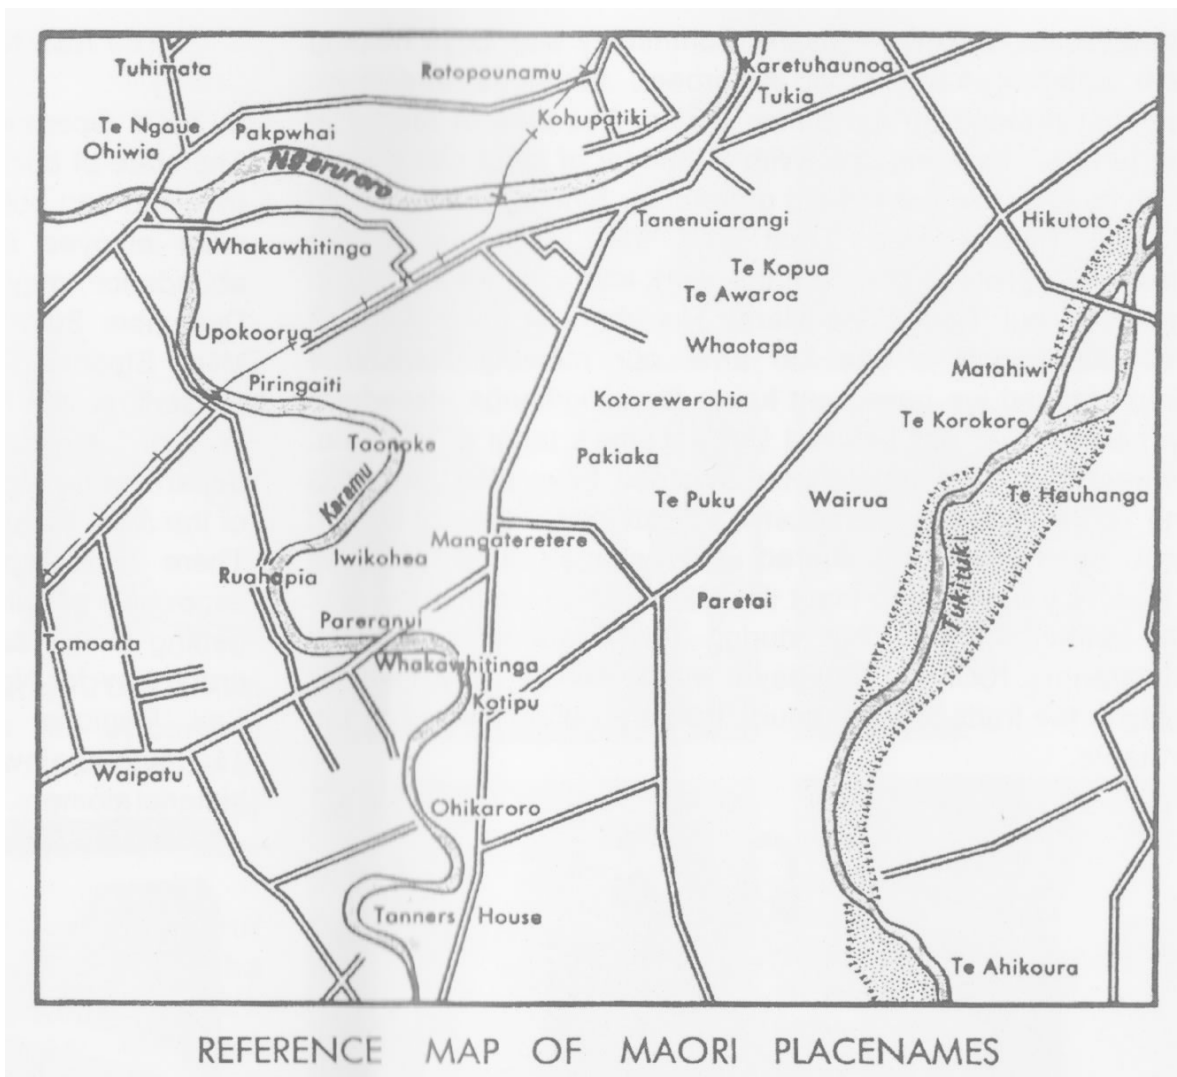 Tuhimata
Rotopounamu
Karetuhaunoa
Tukia
Te Ngaue
Ohiwia
Pakpwhai
Kohupatiki
Ngaruroro
Whakawhitinga
Tanenuiarangi
Hikutoto
Te Kopua
Te Awaroa
Upokoorua
Whaotapa
Piringaiti
Matahiwi
Kotorewerohia
Te Korokoro
Taonoke
Pakiaka
Karamu
Te Puku
Wairua
Te Hauhanga
Mangateretere
Iwikohea
Ruahapia
Tukituki
Paretai
Pareranui
Tomoana
Whakawhitinga
Kotipu
Waipatu
Ohikaroro
Tanners House
Te Ahikoura
REFERENCE MAP OF MAORI PLACENAMES